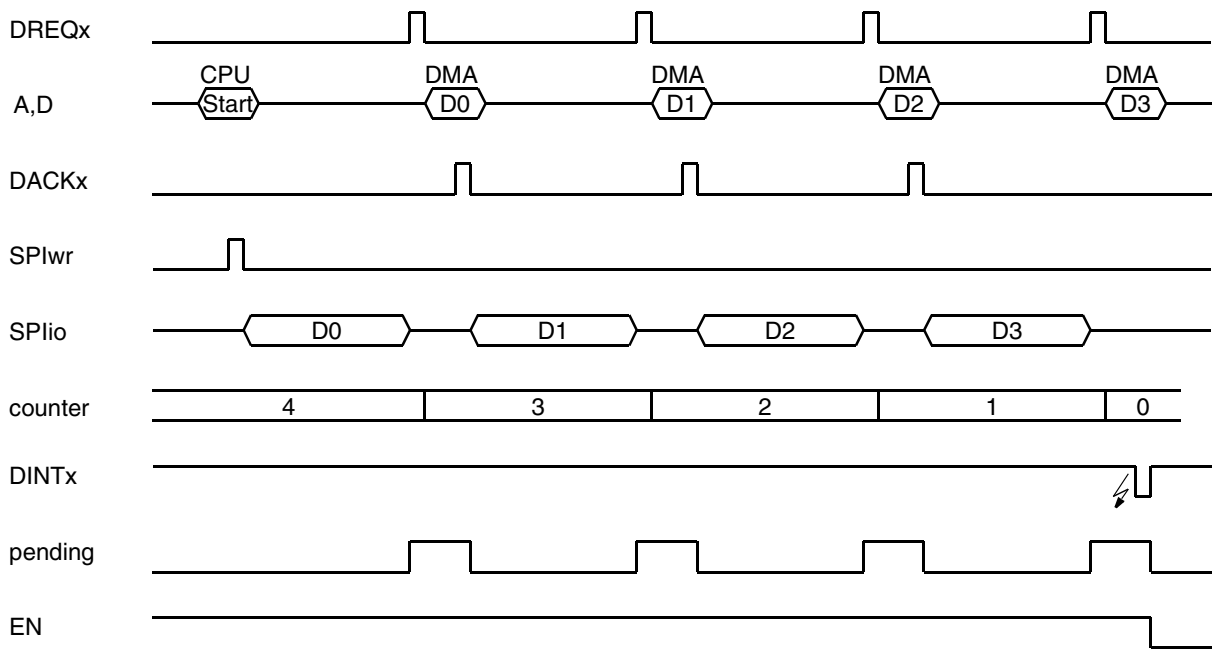 DREQx
CPU DMA DMA DMA DMA
A,D Start D0 D1 D2 D3
DACKx
SPIwr
SPIio D0 D1 D2 D3
counter 4 3 2 1 0
DINTx
pending
EN